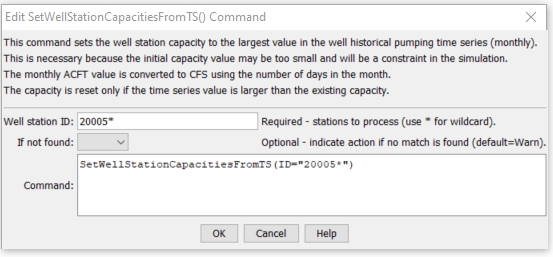 Edit SetWellStationCapacitiesFromTS() Command
This command sets the well station capacity to the largest value in the well historical pumping time series (monthly).
This is necessary because the initial capacity value may be too small and will be a constraint in the simulation.
The monthly ACFT value is converted to CFS using the number of days in the month.
The capacity is reset only if the time series value is larger than the existing capacity.
Well station ID: 20005* Required - stations to process (use * for wildcard).
If not found: Optional - indicate action if no match is found (default=Warn).
SetWellStationCapacitiesFromTS(ID="20005*")
Command:
OK Cancel Help